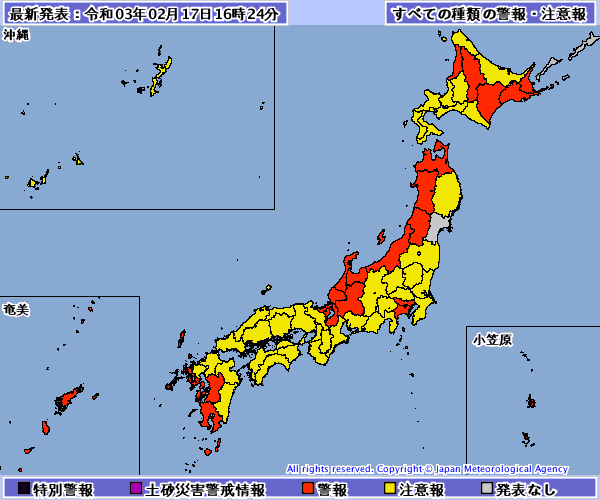 最新発表：令和03年02月17日16時24分
すべての種類の警報・注意報
沖縄
奄美
小笠原
All rights reserved. Copyright © Japan Meteorological Agency
特別警報 土砂災害警戒情報 警報 注意報 発表なし